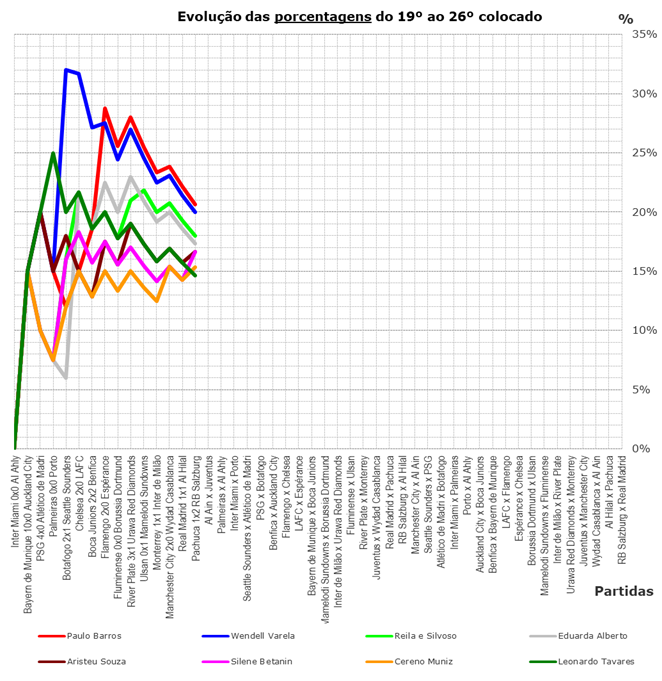 Evolução das porcentagens do 19º ao 26º colocado
%
35%
30%
25%
20%
15%
10%
5%
0%
Inter Miami 0x0 Al Ahly
Bayern de Munique 10x0 Auckland City
PSG 4x0 Atlético de Madri
Palmeiras 0x0 Porto
Botafogo 2x1 Seattle Sounders
Chelsea 2x0 LAFC
Boca Juniors 2x2 Benfica
Flamengo 2x0 Espérance
Fluminense 0x0 Borussia Dortmund
River Plate 3x1 Urawa Red Diamonds
Ulsan 0x1 Mamelodi Sundowns
Monterrey 1x1 Inter de Milão
Manchester City 2x0 Wydad Casablanca
Real Madrid 1x1 Al Hilal
Pachuca 1x2 RB Salzburg
Al Ain x Juventus
Palmeiras x Al Ahly
Inter Miami x Porto
Seattle Sounders x Atlético de Madri
PSG x Botafogo
Benfica x Auckland City
Flamengo x Chelsea
LAFC x Espérance
Bayern de Munique x Boca Juniors
Mamelodi Sundowns x Borussia Dortmund
Inter de Milão x Urawa Red Diamonds
Fluminense x Ulsan
River Plate x Monterrey
Juventus x Wydad Casablanca
Real Madrid x Pachuca
RB Salzburg x Al Hilal
Manchester City x Al Ain
Seattle Sounders x PSG
Atlético de Madri x Botafogo
Inter Miami x Palmeiras
Porto x Al Ahly
Auckland City x Boca Juniors
Benfica x Bayern de Munique
LAFC x Flamengo
Espérance x Chelsea
Borussia Dortmund x Ulsan
Mamelodi Sundowns x Fluminense
Inter de Milão x River Plate
Urawa Red Diamonds x Monterrey
Juventus x Manchester City
Wydad Casablanca x Al Ain
Al Hilal x Pachuca
RB Salzburg x Real Madrid
Partidas
Paulo Barros
Wendell Varela
Reila e Silvoso
Eduarda Alberto
Aristeu Souza
Silene Betanin
Cereno Muniz
Leonardo Tavares